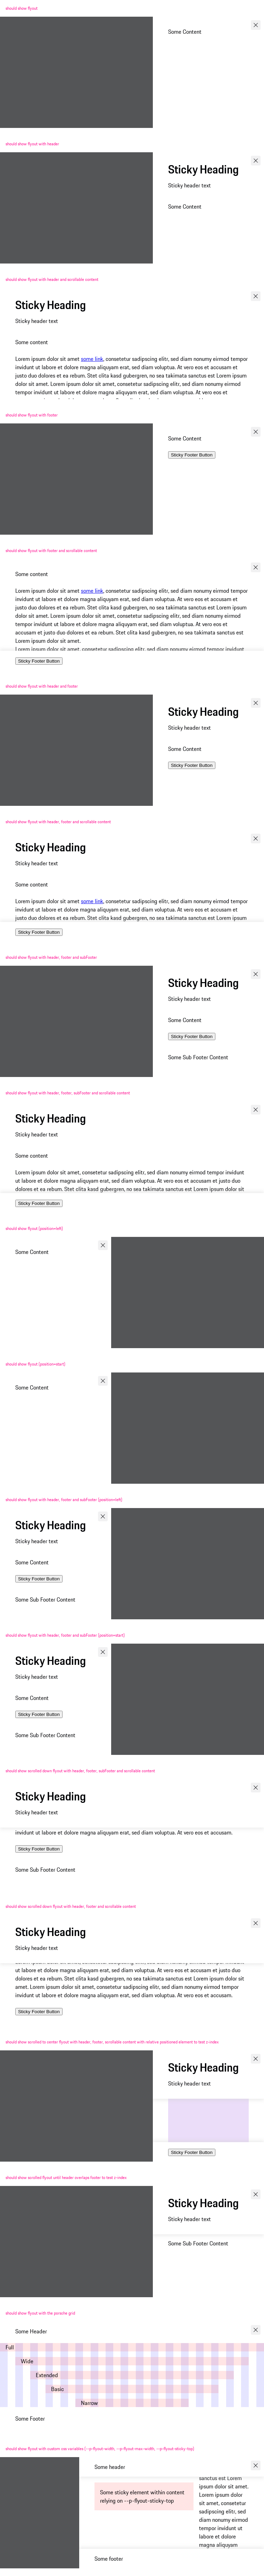 should show flyout
Some Content
should show flyout with header
Sticky Heading
Sticky header text
Some Content
should show flyout with header and scrollable content
Sticky Heading
Sticky header text
Some content
Lorem ipsum dolor sit amet some link, consetetur sadipscing elitr, sed diam nonumy eirmod tempor
invidunt ut labore et dolore magna aliquyam erat, sed diam voluptua. At vero eos et accusam et
justo duo dolores et ea rebum. Stet clita kasd gubergren, no sea takimata sanctus est Lorem
ipsum dolor sit amet. Lorem ipsum dolor sit amet, consetetur sadipscing elitr, sed diam nonumy
eirmod tempor invidunt ut labore et dolore magna aliquyam erat, sed diam voluptua. At vero eos
should show flyout with footer
Some Content
Sticky Footer Button
should show flyout with footer and scrollable content
Some content
Lorem ipsum dolor sit amet some link, consetetur sadipscing elitr, sed diam nonumy eirmod tempor
invidunt ut labore et dolore magna aliquyam erat, sed diam voluptua. At vero eos et accusam et
justo duo dolores et ea rebum. Stet clita kasd gubergren, no sea takimata sanctus est Lorem
ipsum dolor sit amet. Lorem ipsum dolor sit amet, consetetur sadipscing elitr, sed diam nonumy
eirmod tempor invidunt ut labore et dolore magna aliquyam erat, sed diam voluptua. At vero eos
et accusam et justo duo dolores et ea rebum. Stet clita kasd gubergren, no sea takimata sanctus
est Lorem ipsum dolor sit amet.
Lorem ipsum dolor sit amet, consetetur sadipscing elitr, sed diam nonumy eirmod tempor invidunt
Sticky Footer Button
should show flyout with header and footer
Sticky Heading
Sticky header text
Some Content
Sticky Footer Button
should show flyout with header, footer and scrollable content
Sticky Heading
Sticky header text
Some content
Lorem ipsum dolor sit amet some link, consetetur sadipscing elitr, sed diam nonumy eirmod tempor
invidunt ut labore et dolore magna aliquyam erat, sed diam voluptua. At vero eos et accusam et
justo duo dolores et ea rebum. Stet clita kasd gubergren, no sea takimata sanctus est Lorem ipsum
Sticky Footer Button
should show flyout with header, footer and subfooter
Sticky Heading
Sticky header text
Some Content
Sticky Footer Button
Some Sub Footer Content
should show flyout with header, footer, subFooter and scrollable content
Sticky Heading
Sticky header text
Some content
Lorem ipsum dolor sit amet, consetetur sadipscing elitr, sed diam nonumy eirmod tempor invidunt
ut labore et dolore magna aliquyam erat, sed diam voluptua. At vero eos et accusam et justo duo
dolores et ea rebum. Stet clita kasd gubergren, no sea takimata sanctus est Lorem ipsum dolor sit
Sticky Footer Button
should show flyout (position=left)
Some Content
should show flyout (position=start)
Some Content
should show flyout with header, footer and subFooter (position=left)
Sticky Heading
Sticky header text
Some Content
Sticky Footer Button
Some Sub Footer Content
should show flyout with header, footer and subFooter (position=start)
Sticky Heading
Sticky header text
Some Content
Sticky Footer Button
Some Sub Footer Content
should show scrolled down flyout with header, footer, subFooter and scrollable content
Sticky Heading
Sticky header text
invidunt ut labore et dolore magna aliquyam erat, sed diam voluptua. At vero eos et accusam.
Sticky Footer Button
Some Sub Footer Content
should show scrolled down flyout with header, footer and scrollable content
Sticky Heading
Sticky header text
dolores et ea rebum. Stet clita kasd gubergren, no sea takimata sanctus est Lorem ipsum dolor sit
amet. Lorem ipsum dolor sit amet, consetetur sadipscing elitr, sed diam nonumy eirmod tempor
invidunt ut labore et dolore magna aliquyam erat, sed diam voluptua. At vero eos et accusam.
Sticky Footer Button
should show scrolled to center flyout with header, footer, scrollable content with relative positioned element to test z-index
Sticky Heading
Sticky header text
Sticky Footer Button
should show scrolled flyout until header overlaps footer to test z-index
Sticky Heading
Sticky header text
Some Sub Footer Content
should show flyout with the porsche grid
Some Header
Full
Wide
Extended
Basic
Narrow
Some Footer
should show flyout with custom css variables (--p-flyout-width, --p-flyout-max-width, --p-flyout-sticky-top)
Some header
Some sticky element within content
relying on --p-flyout-sticky-top
sanctus est Lorem
ipsum dolor sit amet.
Lorem ipsum dolor
sit amet, consetetur
sadipscing elitr, sed
diam nonumy eirmod
tempor invidunt ut
labore et dolore
magna aliquyam
Some footer